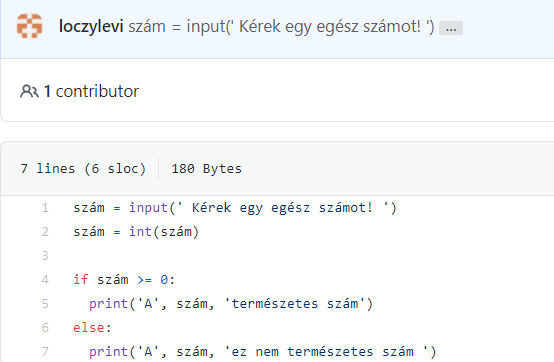 loczylevi szám = input(' Kérek egy egész számot! ') ...
1 contributor
7 lines (6 sloc) 180 Bytes
1 szám = input(' Kérek egy egész számot! ')
2 szám = int(szám)
3
4 if szám >= 0:
5 print('A', szám, 'természetes szám')
6 else:
7 print('A', szám, 'ez nem természetes szám ')